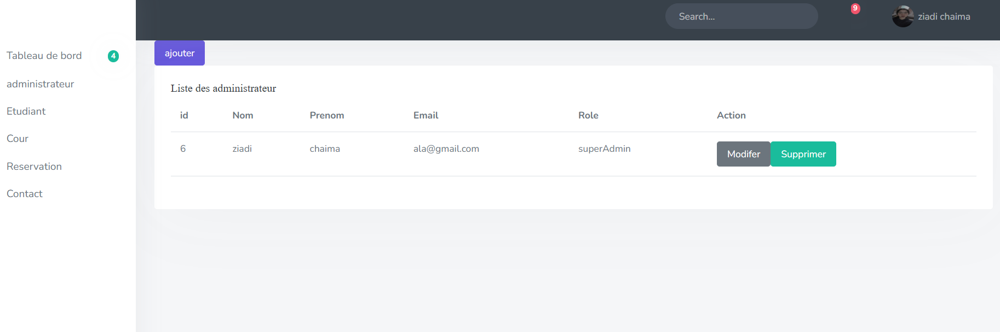 Search...
9
ziadi chaima
Tableau de bord
4
administrateur
Etudiant
Cour
Reservation
Contact
ajouter
Liste des administrateur
id Nom Prenom Email Role Action
6 ziadi chaima ala@gmail.com superAdmin Modifer Supprimer